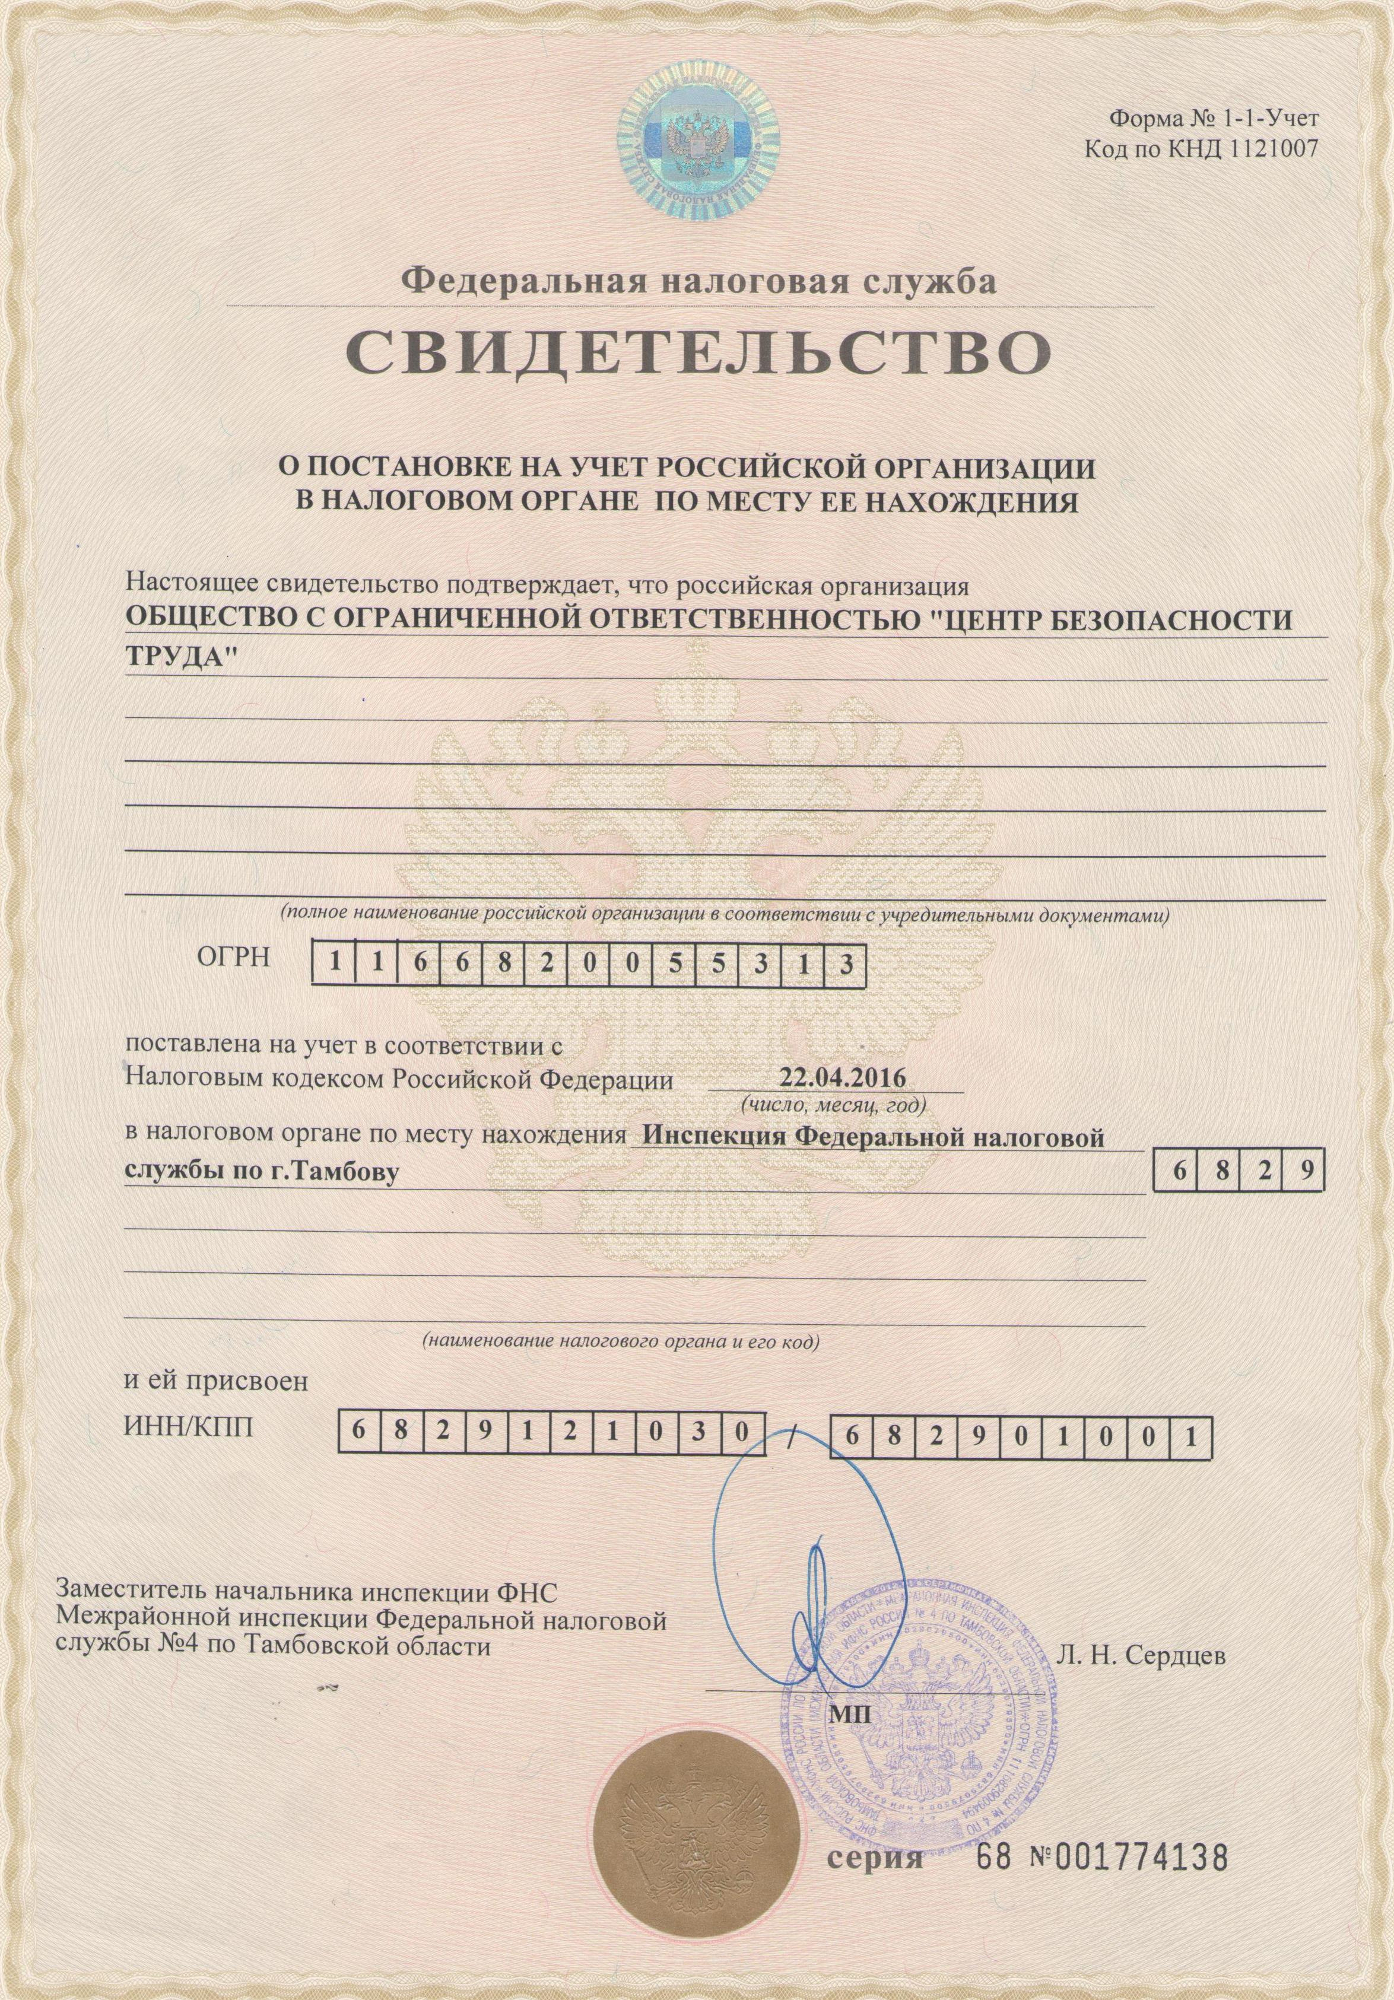 Форма № 1-1-Учет
Код по КНД 1121007
Федеральная налоговая служба
СВИДЕТЕЛЬСТВО
О ПОСТАНОВКЕ НА УЧЕТ РОССИЙСКОЙ ОРГАНИЗАЦИИ
В НАЛОГОВОМ ОРГАНЕ ПО МЕСТУ ЕЕ НАХОЖДЕНИЯ
Настоящее свидетельство подтверждает, что российская организация
ОБЩЕСТВО С ОГРАНИЧЕННОЙ ОТВЕТСТВЕННОСТЬЮ "ЦЕНТР БЕЗОПАСНОСТИ
ТРУДА"
(полное наименование российской организации в соответствии с учредительными документами)
ОГРН 1 1 6 6 8 2 0 0 5 5 3 1 3
поставлена на учет в соответствии с
Налоговым кодексом Российской Федерации 22.04.2016
(число, месяц, год)
в налоговом органе по месту нахождения Инспекция Федеральной налоговой
службы по г.Тамбову 6 8 2 9
(наименование налогового органа и его код)
и ей присвоен
ИНН/КПП 6 8 2 9 1 2 1 0 3 0 / 6 8 2 9 0 1 0 0 1
Заместитель начальника инспекции ФНС
Межрайонной инспекции Федеральной налоговой
службы №4 по Тамбовской области
Л. Н. Сердцев
МП
серия 68 №001774138